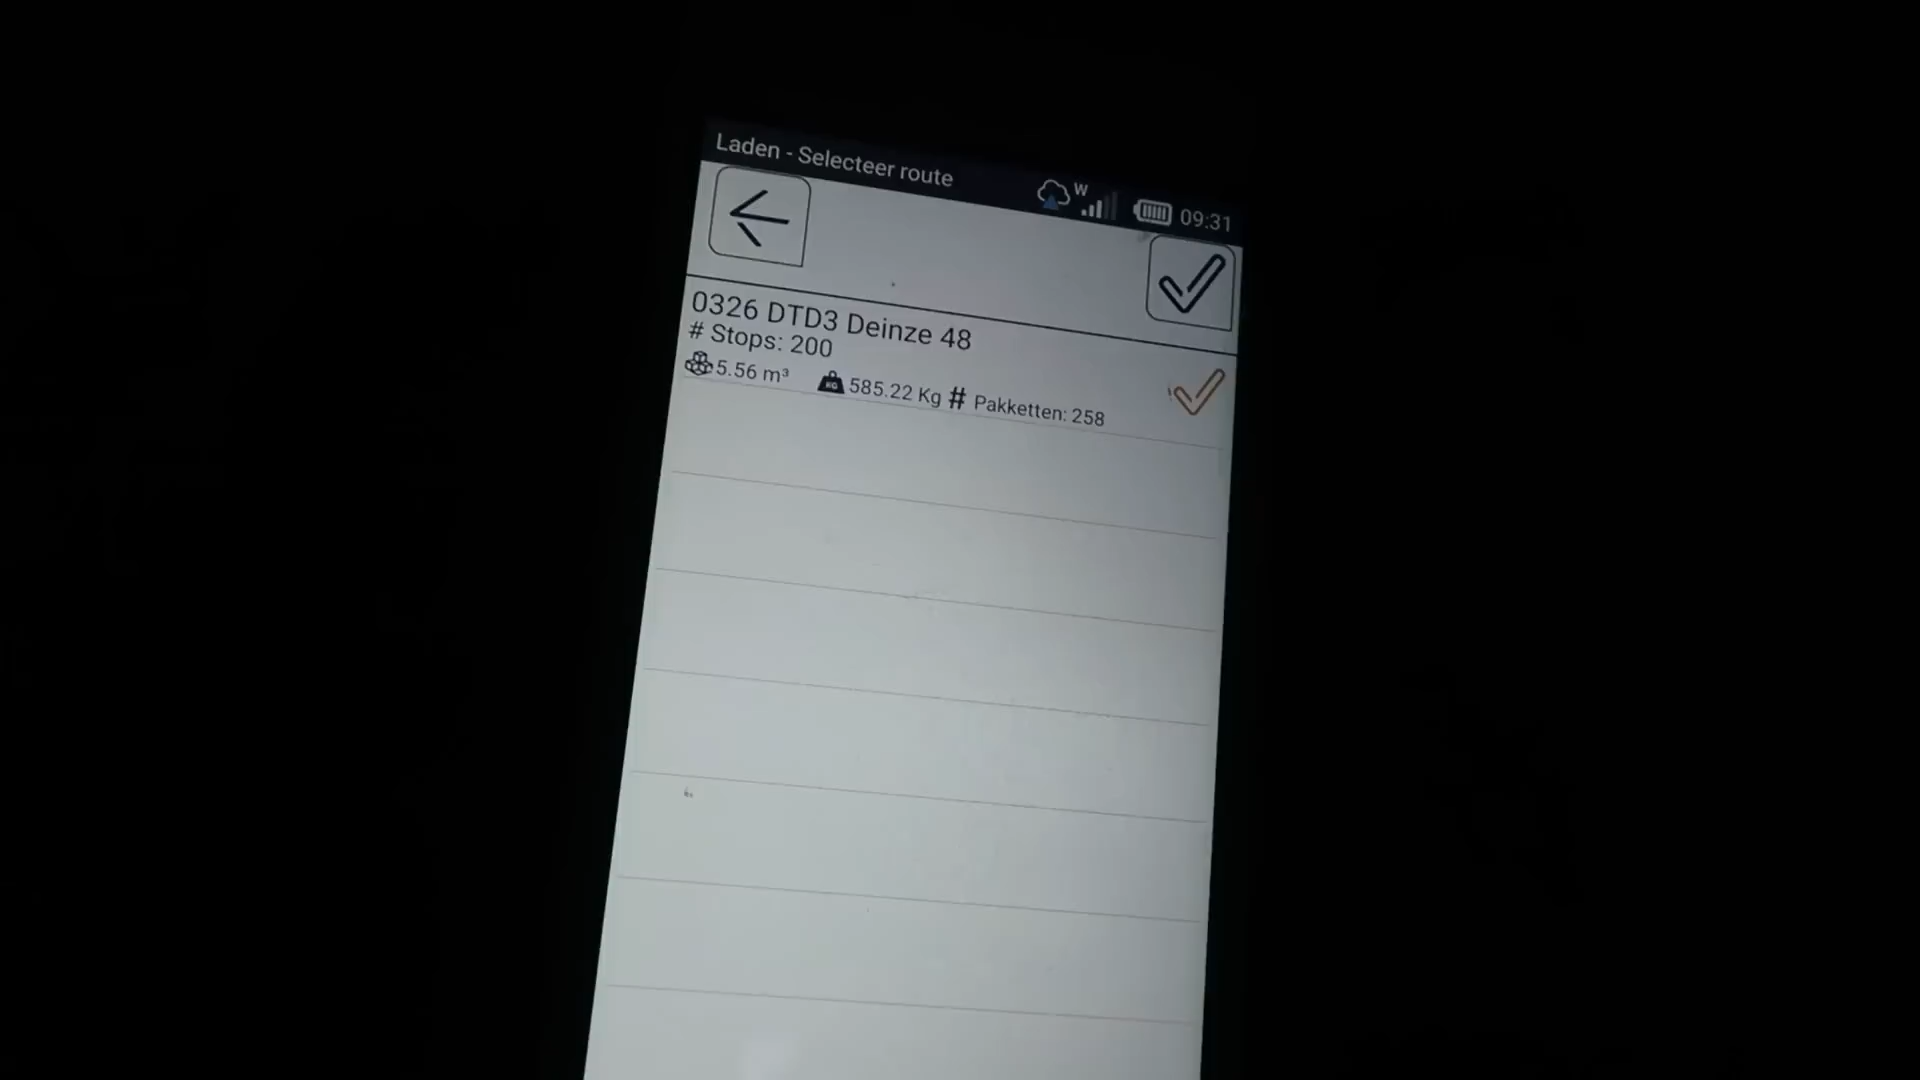 Laden - Selecteer route
W
09:31
0326 DTD3 Deinze 48
# Stops: 200
5.56 m³ KG 585.22 Kg # Pakketten: 258